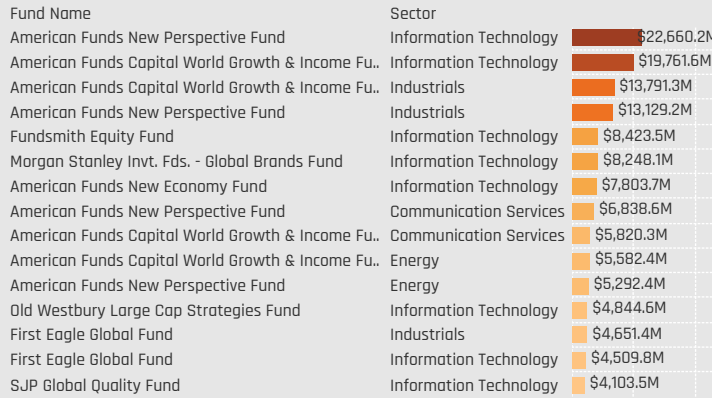 Fund Name Sector
American Funds New Perspective Fund Information Technology $22,660.2M
American Funds Capital World Growth & Income Fu.. Information Technology $19,761.6M
American Funds Capital World Growth & Income Fu.. Industrials $13,791.3M
American Funds New Perspective Fund Industrials $13,129.2M
Fundsmith Equity Fund Information Technology $8,423.5M
Morgan Stanley Invt. Fds. - Global Brands Fund Information Technology $8,248.1M
American Funds New Economy Fund Information Technology $7,803.7M
American Funds New Perspective Fund Communication Services $6,838.6M
American Funds Capital World Growth & Income Fu.. Communication Services $5,820.3M
American Funds Capital World Growth & Income Fu.. Energy $5,582.4M
American Funds New Perspective Fund Energy $5,292.4M
Old Westbury Large Cap Strategies Fund Information Technology $4,844.6M
First Eagle Global Fund Industrials $4,651.4M
First Eagle Global Fund Information Technology $4,509.8M
SJP Global Quality Fund Information Technology $4,103.5M